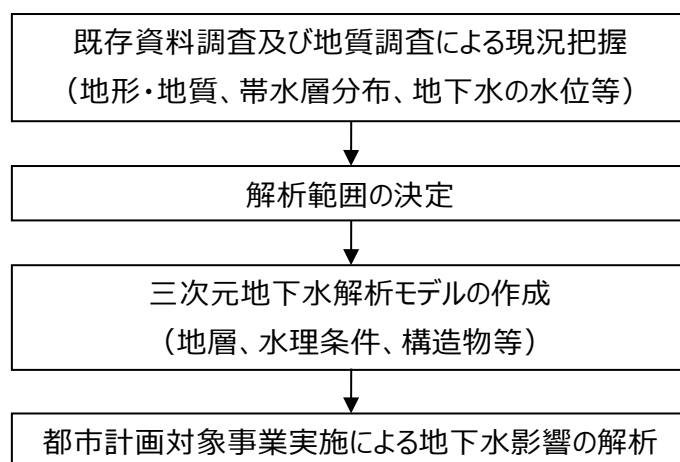 既存資料調査及び地質調査による現況把握
（地形・地質、帯水層分布、地下水の水位等）
解析範囲の決定
三次元地下水解析モデルの作成
（地層、水理条件、構造物等）
都市計画対象事業実施による地下水影響の解析